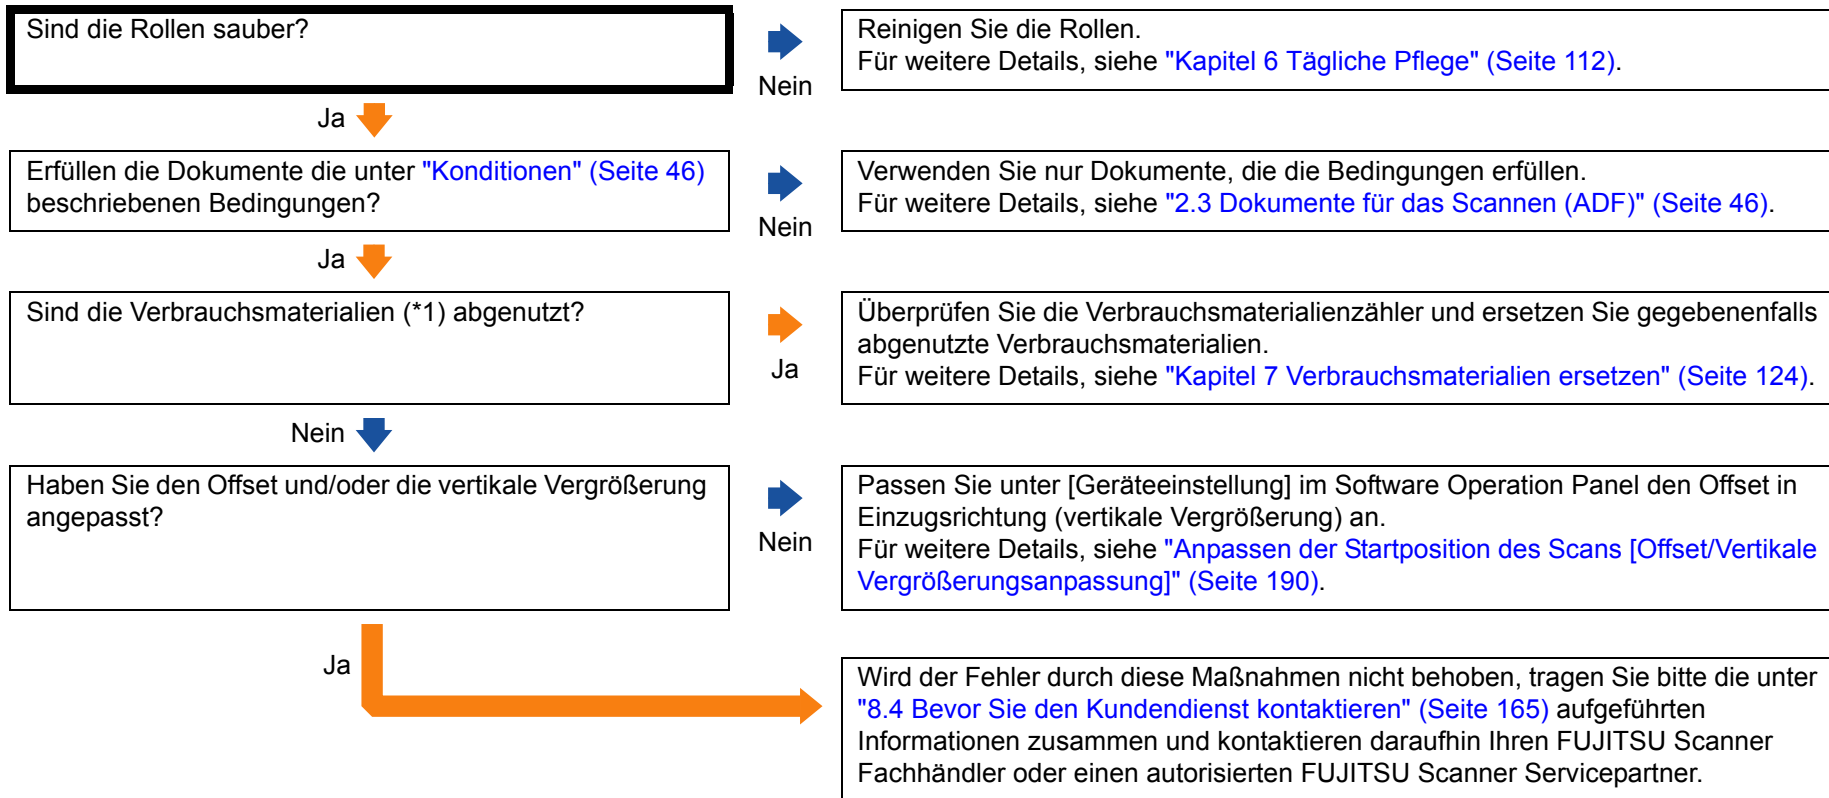 Sind die Rollen sauber?
Nein
Reinigen Sie die Rollen.
Für weitere Details, siehe "Kapitel 6 Tägliche Pflege" (Seite 112).
Ja
Erfüllen die Dokumente die unter "Konditionen" (Seite 46)
beschriebenen Bedingungen?
Nein
Verwenden Sie nur Dokumente, die die Bedingungen erfüllen.
Für weitere Details, siehe "2.3 Dokumente für das Scannen (ADF)" (Seite 46).
Ja
Sind die Verbrauchsmaterialien (*1) abgenutzt?
Ja
Überprüfen Sie die Verbrauchsmaterialienzähler und ersetzen Sie gegebenenfalls
abgenutzte Verbrauchsmaterialien.
Für weitere Details, siehe "Kapitel 7 Verbrauchsmaterialien ersetzen" (Seite 124).
Nein
Haben Sie den Offset und/oder die vertikale Vergrößerung
angepasst?
Nein
Passen Sie unter [Geräteeinstellung] im Software Operation Panel den Offset in
Einzugsrichtung (vertikale Vergrößerung) an.
Für weitere Details, siehe "Anpassen der Startposition des Scans [Offset/Vertikale
Vergrößerungsanpassung]" (Seite 190).
Ja
Wird der Fehler durch diese Maßnahmen nicht behoben, tragen Sie bitte die unter
"8.4 Bevor Sie den Kundendienst kontaktieren" (Seite 165) aufgeführten
Informationen zusammen und kontaktieren daraufhin Ihren FUJITSU Scanner
Fachhändler oder einen autorisierten FUJITSU Scanner Servicepartner.